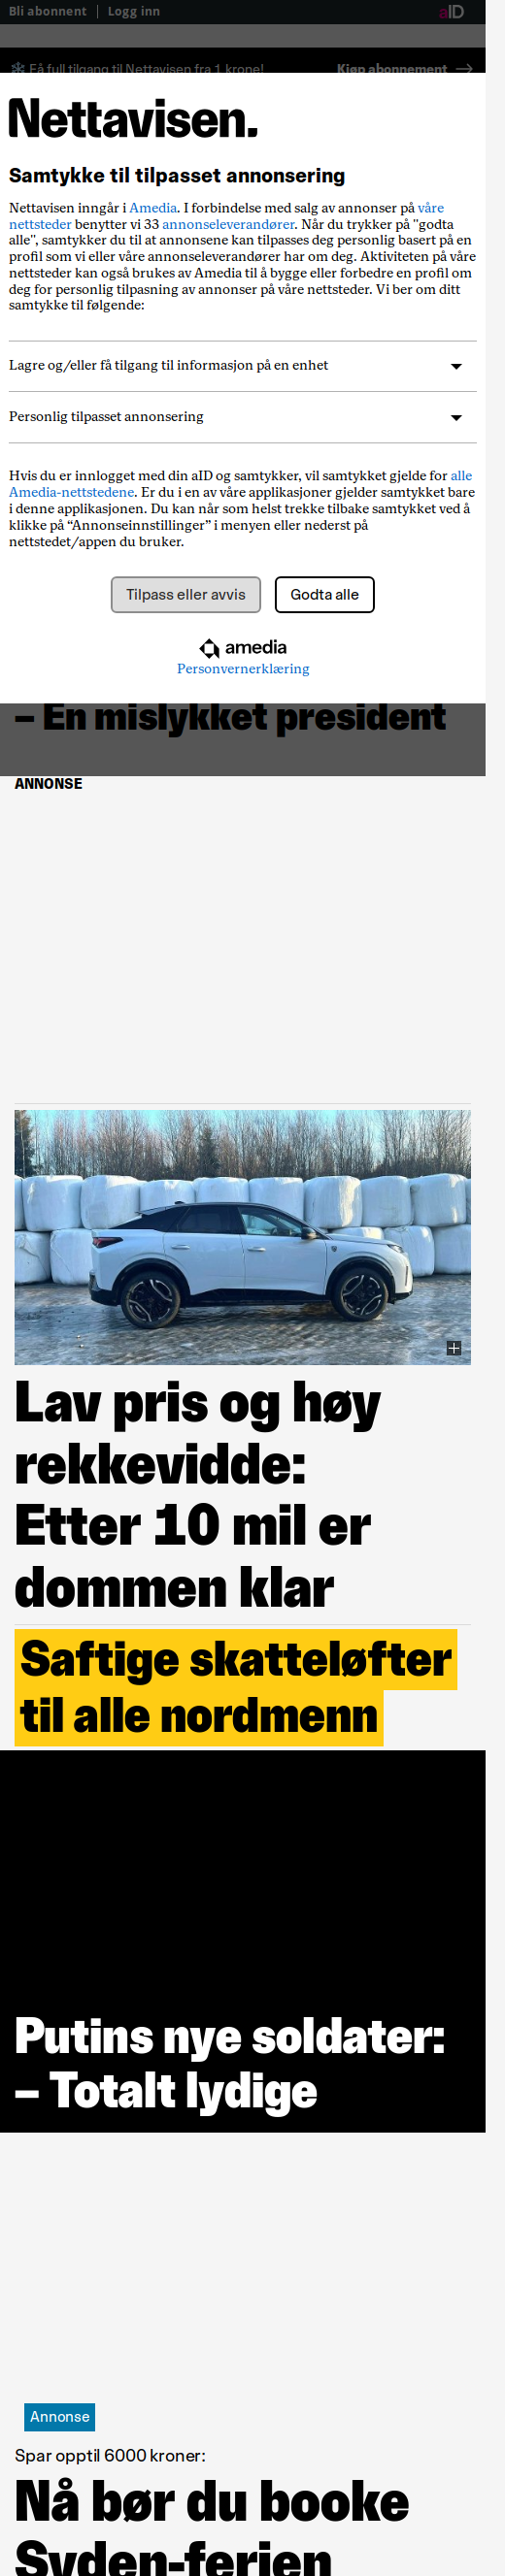 Bli abonnent | Logg inn
aID
Få full tilgang til Nettavisen fra 1 krone!
Kjøp abonnement
Nettavisen.
Samtykke til tilpasset annonsering
Nettavisen inngår i Amedia. I forbindelse med salg av annonser på våre
nettsteder benytter vi 33 annonseleverandører. Når du trykker på "godta
alle", samtykker du til at annonsene kan tilpasses deg personlig basert på en
profil som vi eller våre annonseleverandører har om deg. Aktiviteten på våre
nettsteder kan også brukes av Amedia til å bygge eller forbedre en profil om
deg for personlig tilpasning av annonser på våre nettsteder. Vi ber om ditt
samtykke til følgende:
Lagre og/eller få tilgang til informasjon på en enhet
Personlig tilpasset annonsering
Hvis du er innlogget med din aID og samtykker, vil samtykket gjelde for alle
Amedia-nettstedene. Er du i en av våre applikasjoner gjelder samtykket bare
i denne applikasjonen. Du kan når som helst trekke tilbake samtykket ved å
klikke på “Annonseinnstillinger” i menyen eller nederst på
nettstedet/appen du bruker.
Tilpass eller avvis
Godta alle
amedia
Personvernerklæring
– En mislykket president
ANNONSE
Lav pris og høy
rekkevidde:
Etter 10 mil er
dommen klar
Saftige skatteløfter
til alle nordmenn
Putins nye soldater:
– Totalt lydige
Annonse
Spar opptil 6000 kroner:
Nå bør du booke
Syden-ferien